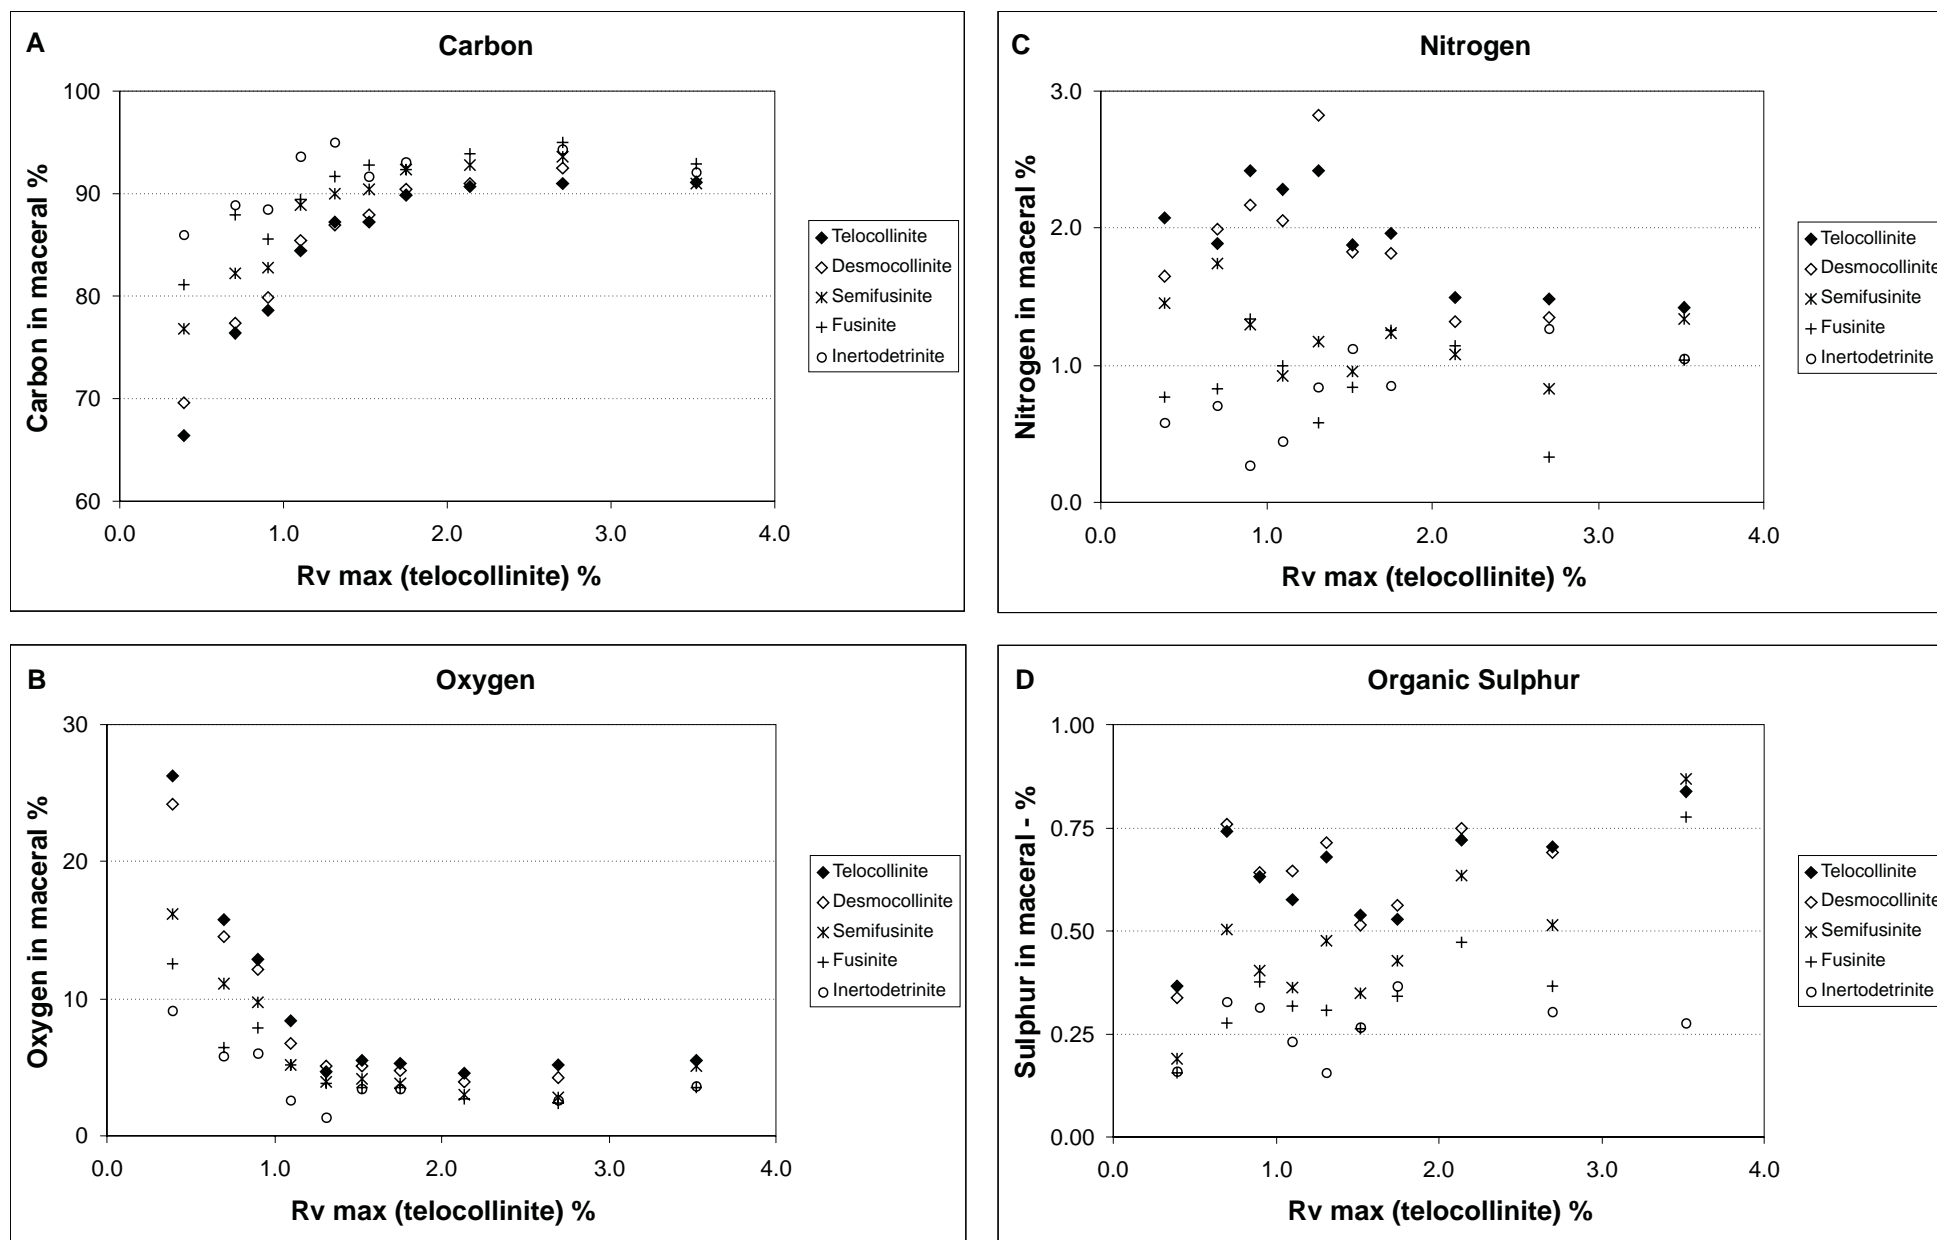 A
Carbon
Carbon in maceral %
100
90
80
70
60
0.0 1.0 2.0 3.0 4.0
Rv max (telocollinite) %
Telocollinite
Desmocollinite
Semifusinite
Fusinite
Inertodetrinite
C
Nitrogen
Nitrogen in maceral %
3.0
2.0
1.0
0.0
0.0 1.0 2.0 3.0 4.0
Rv max (telocollinite) %
Telocollinite
Desmocollinite
Semifusinite
Fusinite
Inertodetrinite
B
Oxygen
Oxygen in maceral %
30
20
10
0
0.0 1.0 2.0 3.0 4.0
Rv max (telocollinite) %
Telocollinite
Desmocollinite
Semifusinite
Fusinite
Inertodetrinite
D
Organic Sulphur
Sulphur in maceral - %
1.00
0.75
0.50
0.25
0.00
0.0 1.0 2.0 3.0 4.0
Rv max (telocollinite) %
Telocollinite
Desmocollinite
Semifusinite
Fusinite
Inertodetrinite